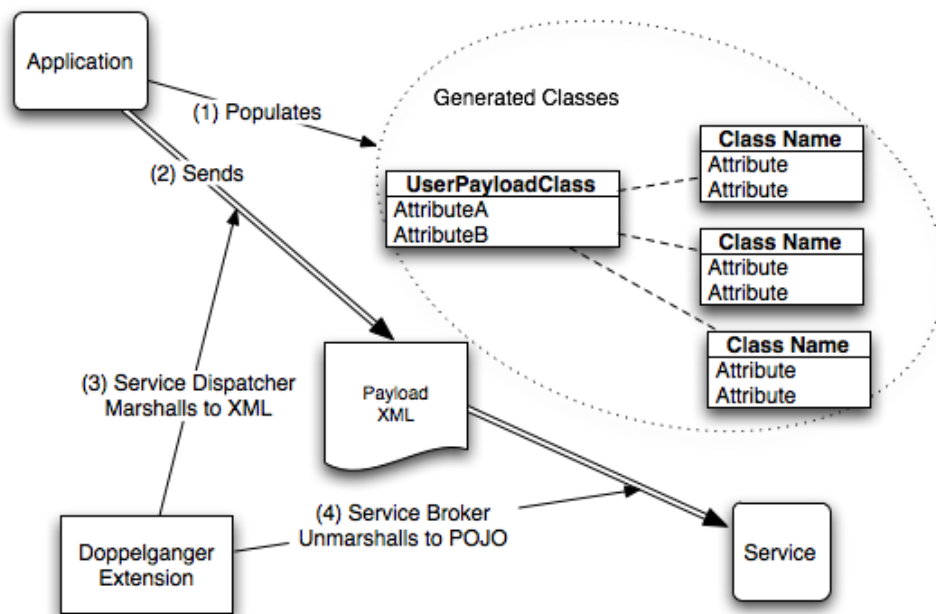 Application
(1) Populates
Generated Classes
(2) Sends
UserPayloadClass
AttributeA
AttributeB
Class Name
Attribute
Attribute
Class Name
Attribute
Attribute
Class Name
Attribute
Attribute
(3) Service Dispatcher
Marshalls to XML
Payload
XML
(4) Service Broker
Unmarshalls to POJO
Doppelganger
Extension
Service